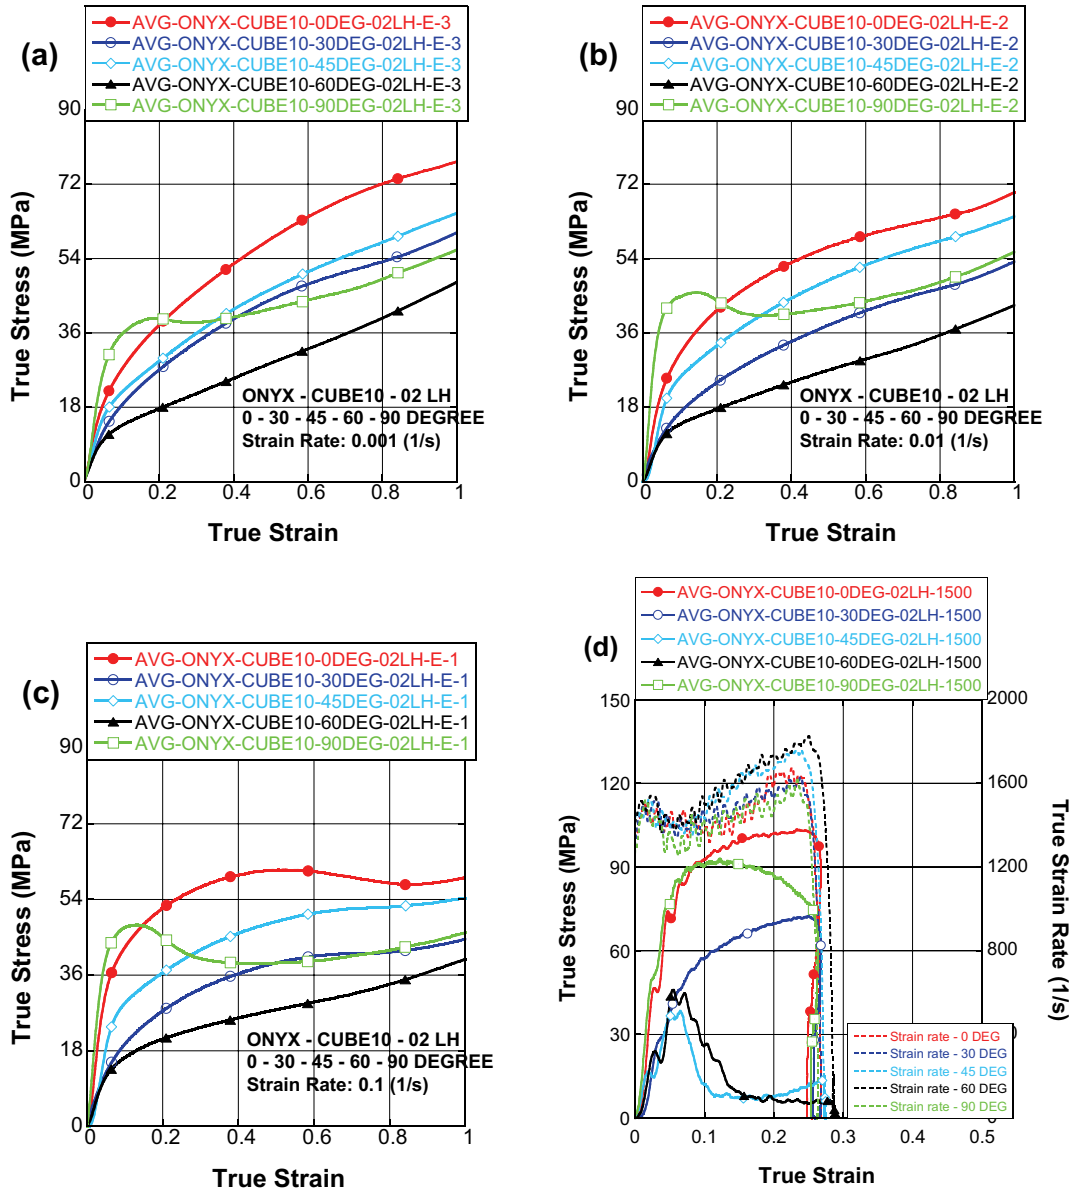 (a)
AVG-ONYX-CUBE10-0DEG-02LH-E-3
AVG-ONYX-CUBE10-30DEG-02LH-E-3
AVG-ONYX-CUBE10-45DEG-02LH-E-3
AVG-ONYX-CUBE10-60DEG-02LH-E-3
AVG-ONYX-CUBE10-90DEG-02LH-E-3
90
72
54
36
18
0
True Stress (MPa)
ONYX - CUBE10 - 02 LH
0 - 30 - 45 - 60 - 90 DEGREE
Strain Rate: 0.001 (1/s)
0 0.2 0.4 0.6 0.8 1
True Strain
(b)
AVG-ONYX-CUBE10-0DEG-02LH-E-2
AVG-ONYX-CUBE10-30DEG-02LH-E-2
AVG-ONYX-CUBE10-45DEG-02LH-E-2
AVG-ONYX-CUBE10-60DEG-02LH-E-2
AVG-ONYX-CUBE10-90DEG-02LH-E-2
90
72
54
36
18
0
True Stress (MPa)
ONYX - CUBE10 - 02 LH
0 - 30 - 45 - 60 - 90 DEGREE
Strain Rate: 0.01 (1/s)
0 0.2 0.4 0.6 0.8 1
True Strain
(c)
AVG-ONYX-CUBE10-0DEG-02LH-E-1
AVG-ONYX-CUBE10-30DEG-02LH-E-1
AVG-ONYX-CUBE10-45DEG-02LH-E-1
AVG-ONYX-CUBE10-60DEG-02LH-E-1
AVG-ONYX-CUBE10-90DEG-02LH-E-1
90
72
54
36
18
0
True Stress (MPa)
ONYX - CUBE10 - 02 LH
0 - 30 - 45 - 60 - 90 DEGREE
Strain Rate: 0.1 (1/s)
0 0.2 0.4 0.6 0.8 1
True Strain
(d)
AVG-ONYX-CUBE10-0DEG-02LH-1500
AVG-ONYX-CUBE10-30DEG-02LH-1500
AVG-ONYX-CUBE10-45DEG-02LH-1500
AVG-ONYX-CUBE10-60DEG-02LH-1500
AVG-ONYX-CUBE10-90DEG-02LH-1500
150
120
90
60
30
0
True Stress (MPa)
2000
1600
1200
800
0
True Strain Rate (1/s)
Strain rate - 0 DEG
Strain rate - 30 DEG
Strain rate - 45 DEG
Strain rate - 60 DEG
Strain rate - 90 DEG
0 0.1 0.2 0.3 0.4 0.5
True Strain